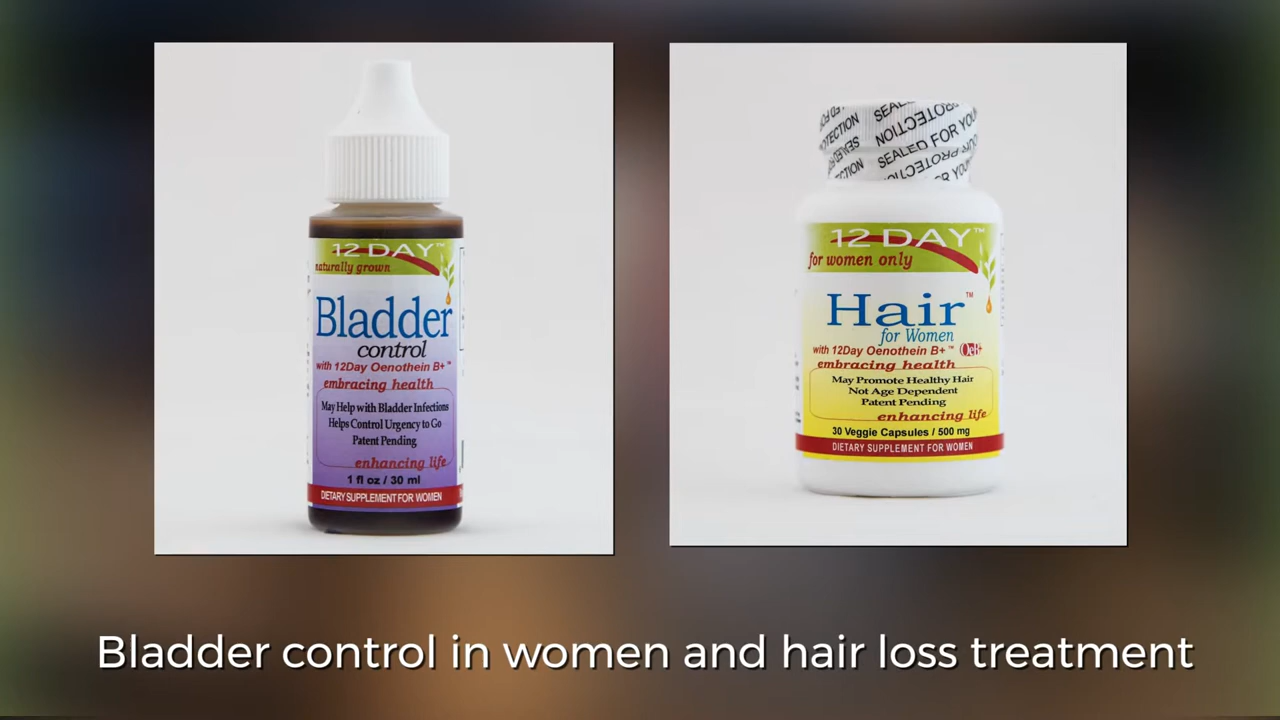 12 DAY™
naturally grown
Bladder
control
with 12Day Oenothein B+™
embracing health
May Help with Bladder Infections
Helps Control Urgency to Go
Patent Pending
enhancing life
1 fl oz / 30 ml
DIETARY SUPPLEMENT FOR WOMEN
SEALED FOR YOUR
PROTECTION
12 DAY™
for women only
Hair™
for Women
with 12Day Oenothein B+™ OeB+
embracing health
May Promote Healthy Hair
Not Age Dependent
Patent Pending
enhancing life
30 Veggie Capsules / 500 mg
DIETARY SUPPLEMENT FOR WOMEN
Bladder control in women and hair loss treatment